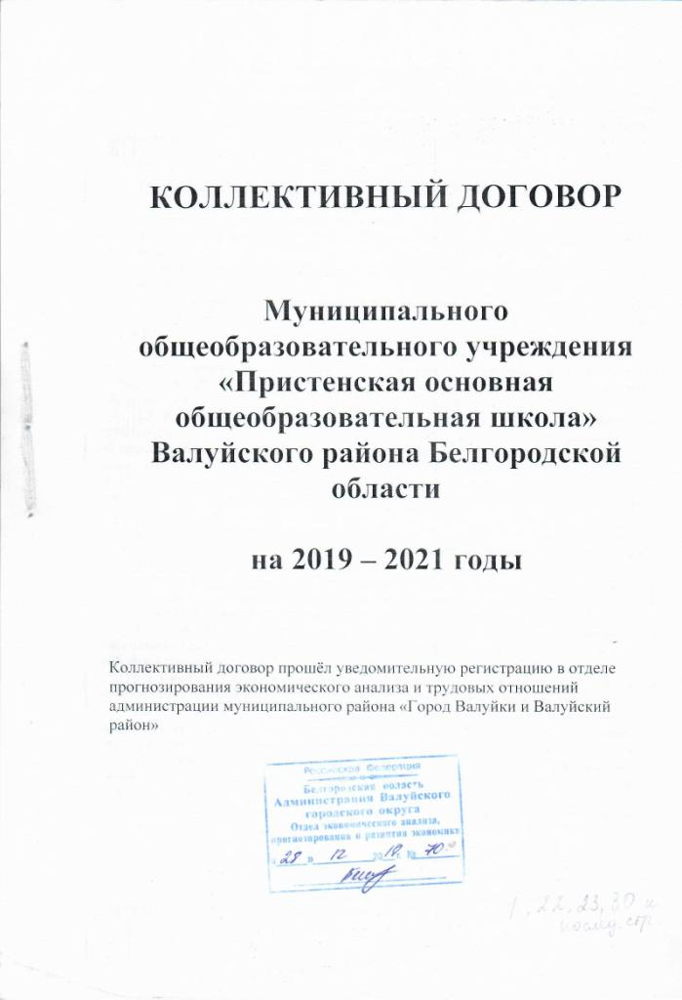 КОЛЛЕКТИВНЫЙ ДОГОВОР
Муниципального
общеобразовательного учреждения
«Пристенская основная
общеобразовательная школа»
Валуйского района Белгородской
области
на 2019 – 2021 годы
Коллективный договор прошёл уведомительную регистрацию в отделе
прогнозирования экономического анализа и трудовых отношений
администрации муниципального района «Город Валуйки и Валуйский
район»
Российская Федерация
Белгородская область
Администрация Валуйского
городского округа
Отдел экономического анализа,
прогнозирования и развития экономики
«28» 12 2018г. № 70
1, 22, 23, 30 и
стр.